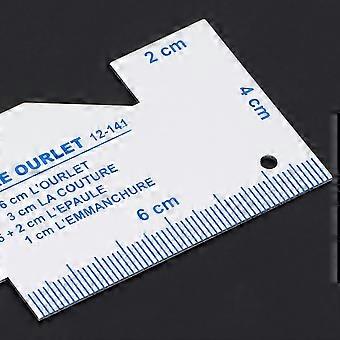 2 cm
4 cm
E OURLET 12-141
6 cm L'OURLET
3 cm LA COUTURE
+ 2 cm L'EPAULE
1 cm L'EMMANCHURE
6 cm